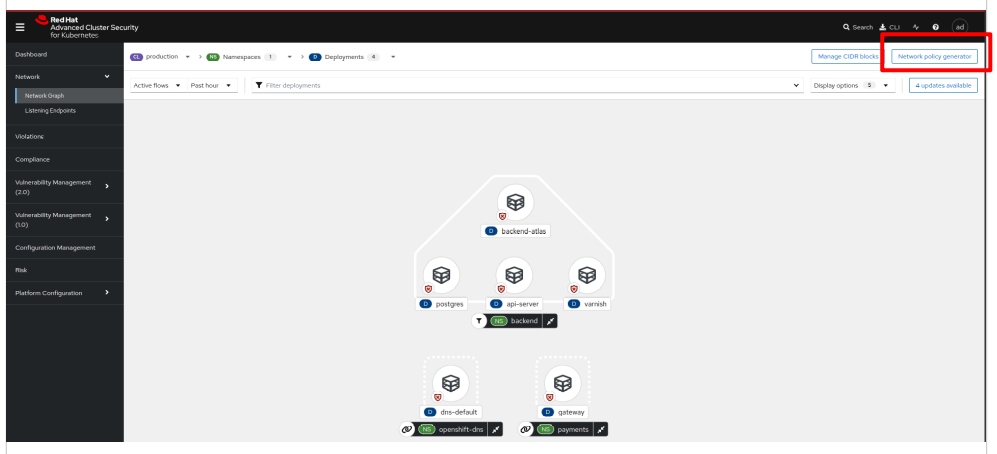 Red Hat
Advanced Cluster Security
for Kubernetes
Search
CLI
ad
Dashboard
Network
Network Graph
Listening Endpoints
Violations
Compliance
Vulnerability Management
(2.0)
Vulnerability Management
(1.0)
Configuration Management
Risk
Platform Configuration
CL production > NS Namespaces 1 > D Deployments 4
Manage CIDR blocks
Network policy generator
Active flows
Past hour
Filter deployments
Display options 5
4 updates available
D backend-atlas
D postgres
D api-server
D varnish
NS backend
D dns-default
D gateway
NS openshift-dns
NS payments